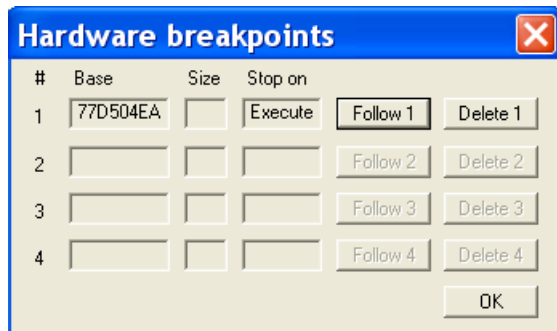 Hardware breakpoints
# Base Size Stop on
1 77D504EA Execute Follow 1 Delete 1
2 Follow 2 Delete 2
3 Follow 3 Delete 3
4 Follow 4 Delete 4
OK